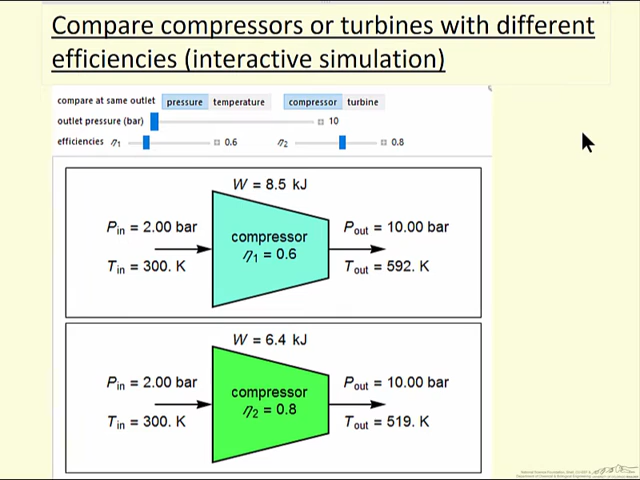 Compare compressors or turbines with different
efficiencies (interactive simulation)
compare at same outlet pressure temperature compressor turbine
outlet pressure (bar) 10
efficiencies η1 0.6 η2 0.8
W = 8.5 kJ
Pin = 2.00 bar
Tin = 300. K
compressor
η1 = 0.6
Pout = 10.00 bar
Tout = 592. K
W = 6.4 kJ
Pin = 2.00 bar
Tin = 300. K
compressor
η2 = 0.8
Pout = 10.00 bar
Tout = 519. K